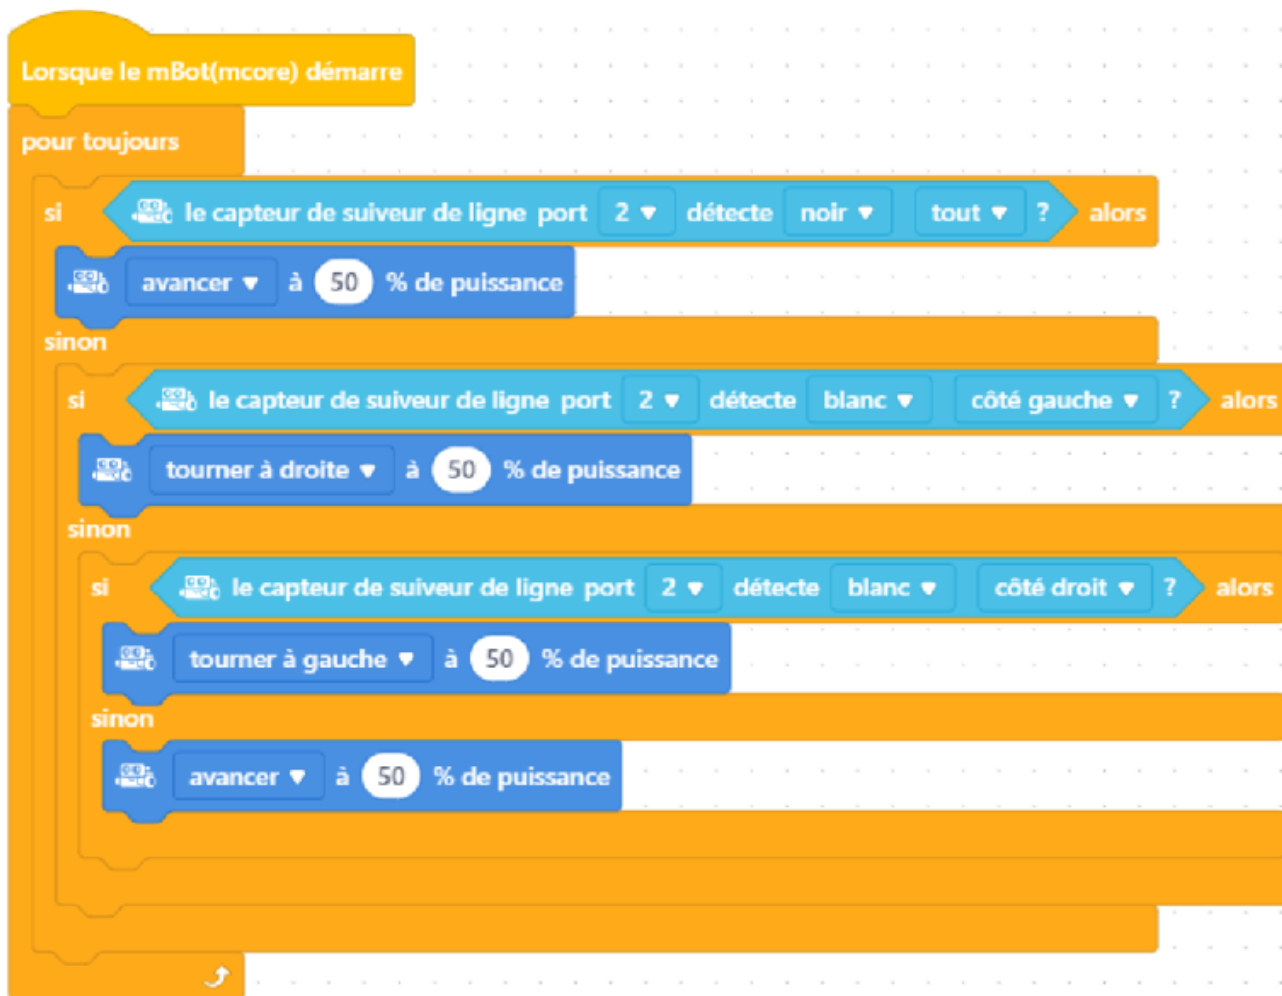 Lorsque le mBot(mcore) démarre
pour toujours
si le capteur de suiveur de ligne port 2 détecte noir tout ? alors
avancer à 50 % de puissance
sinon
si le capteur de suiveur de ligne port 2 détecte blanc côté gauche ? alors
tourner à droite à 50 % de puissance
sinon
si le capteur de suiveur de ligne port 2 détecte blanc côté droit ? alors
tourner à gauche à 50 % de puissance
sinon
avancer à 50 % de puissance